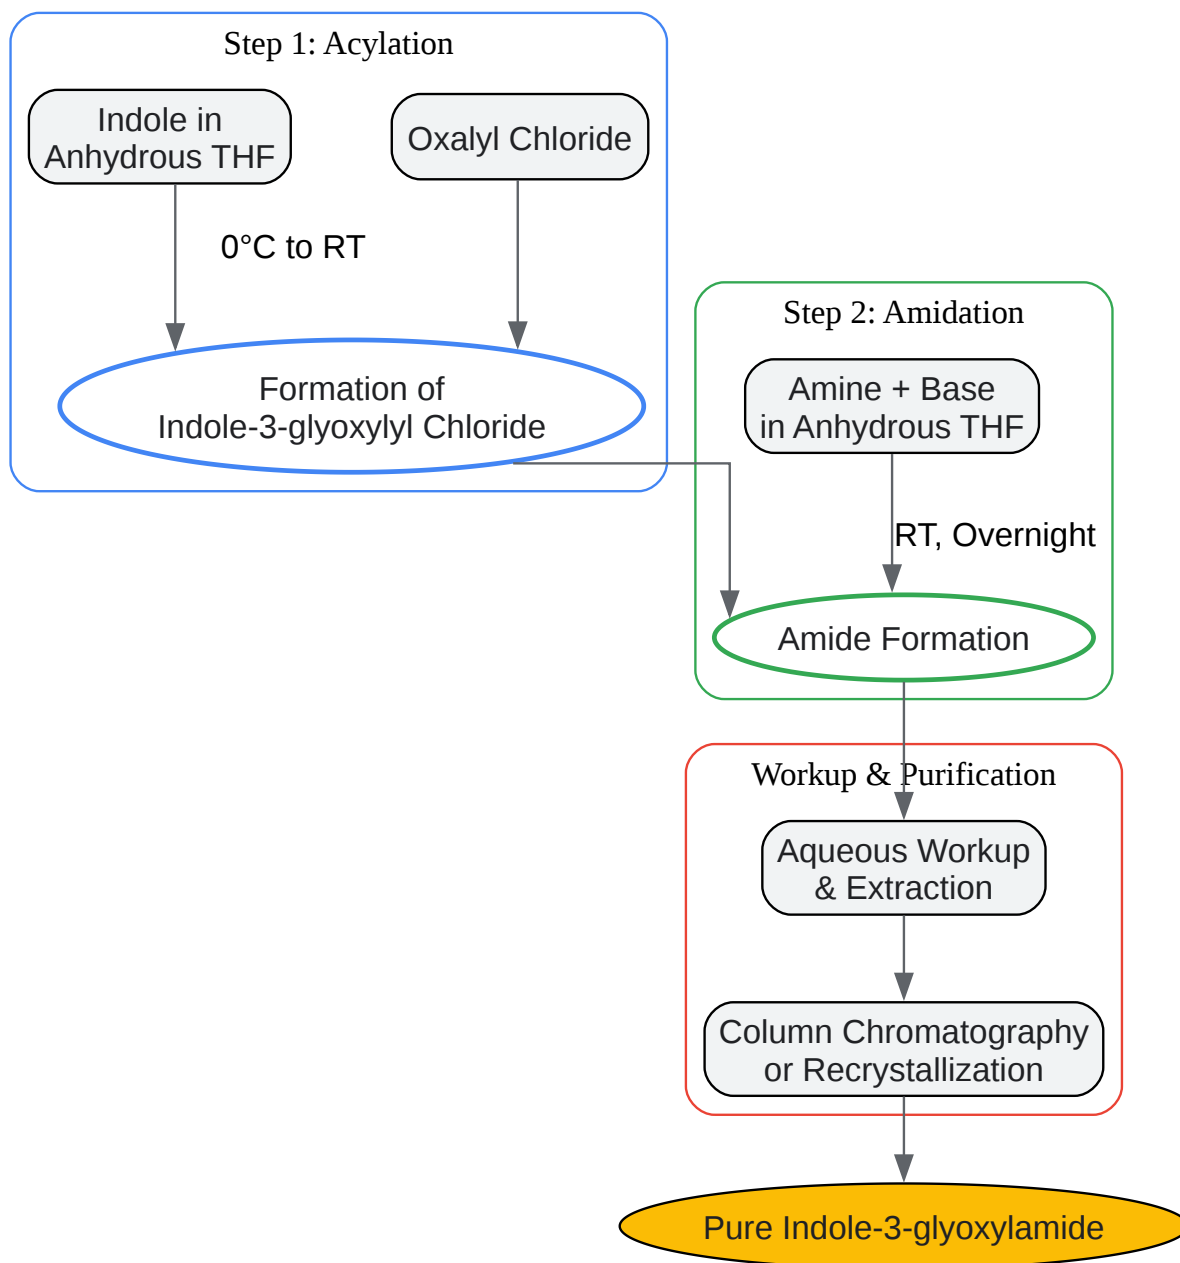 Step 1: Acylation
Indole in
Anhydrous THF
Oxalyl Chloride
0°C to RT
Formation of
Indole-3-glyoxylyl Chloride
Step 2: Amidation
Amine + Base
in Anhydrous THF
RT, Overnight
Amide Formation
Workup & Purification
Aqueous Workup
& Extraction
Column Chromatography
or Recrystallization
Pure Indole-3-glyoxylamide